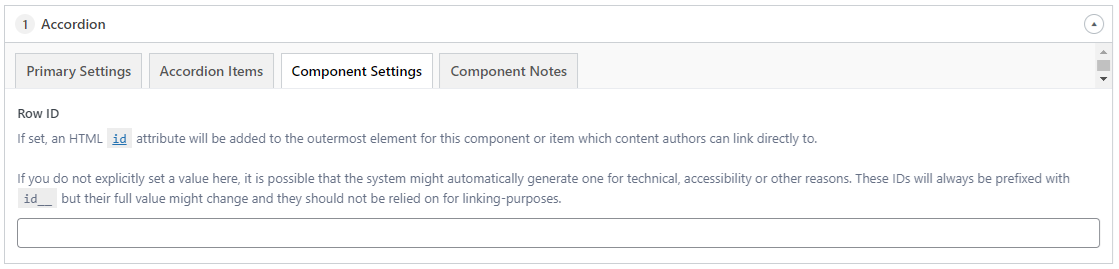 1 Accordion
Primary Settings Accordion Items Component Settings Component Notes
Row ID
If set, an HTML id attribute will be added to the outermost element for this component or item which content authors can link directly to.
If you do not explicitly set a value here, it is possible that the system might automatically generate one for technical, accessibility or other reasons. These IDs will always be prefixed with
id__ but their full value might change and they should not be relied on for linking-purposes.